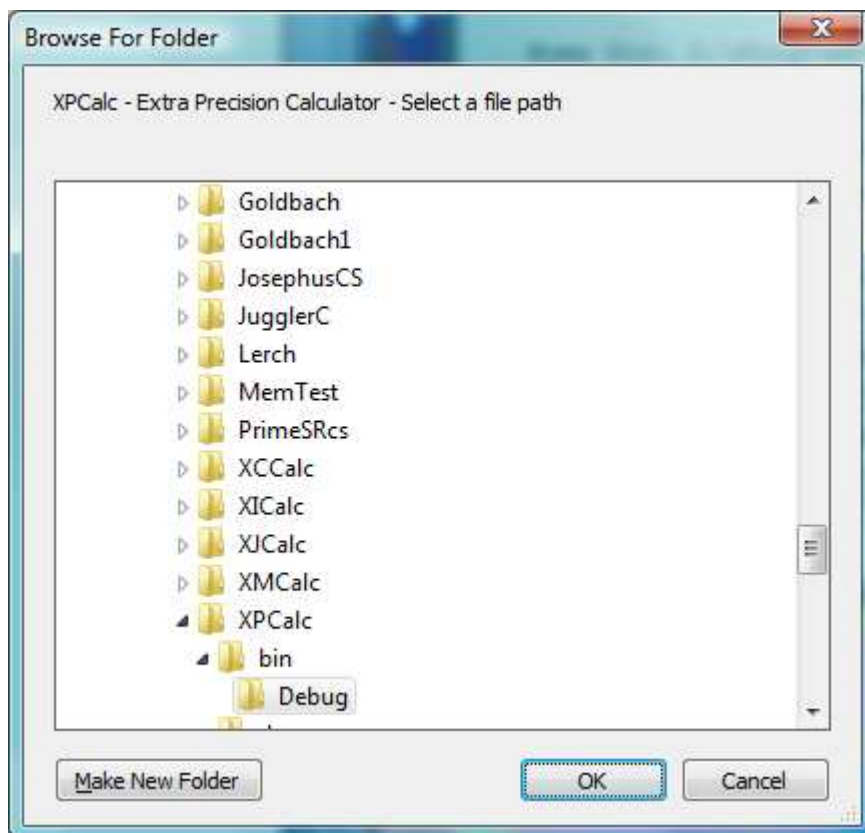 Browse For Folder
XPCalc - Extra Precision Calculator - Select a file path
Goldbach
Goldbach1
JosephusCS
JugglerC
Lerch
MemTest
PrimeSRcs
XCCalc
XICalc
XJCalc
XMCalc
XPCalc
bin
Debug
Make New Folder
OK
Cancel